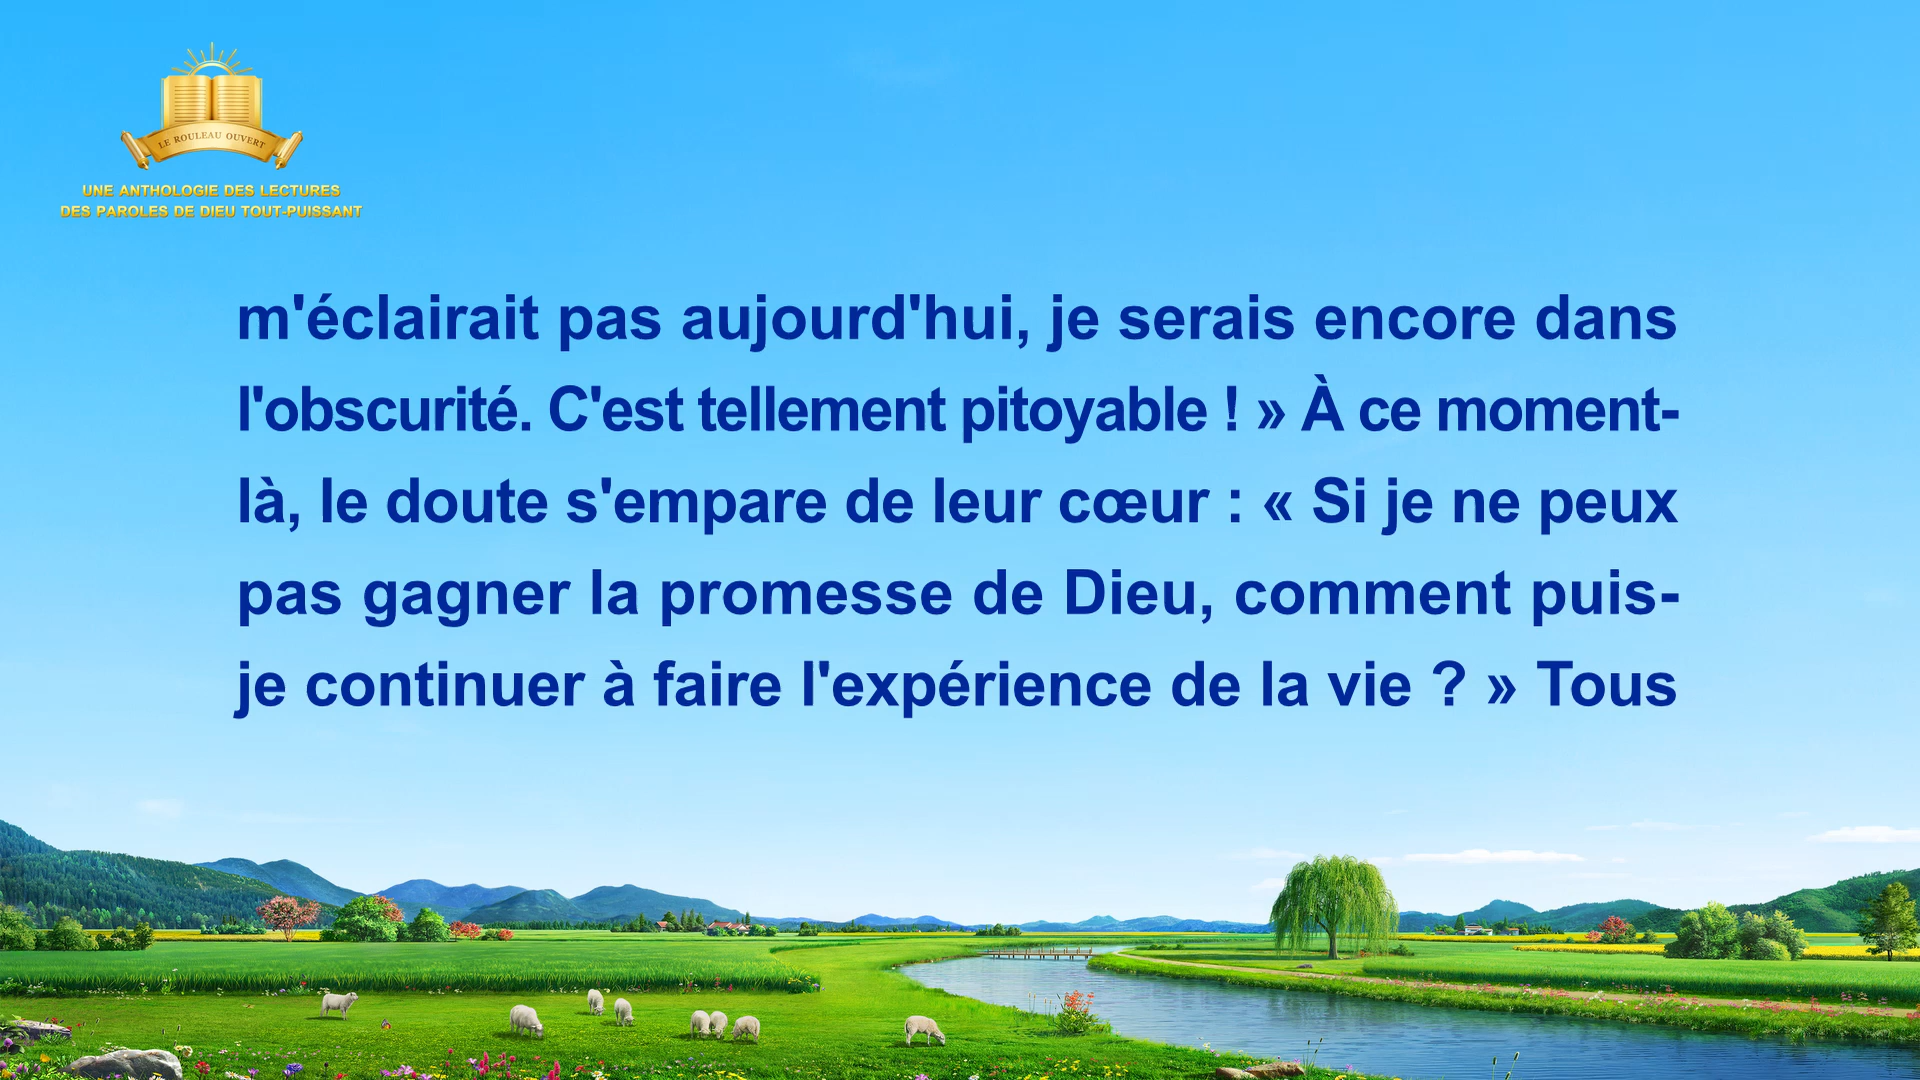 LE ROULEAU OUVERT
UNE ANTHOLOGIE DES LECTURES
DES PAROLES DE DIEU TOUT-PUISSANT
m'éclairait pas aujourd'hui, je serais encore dans
l'obscurité. C'est tellement pitoyable ! » À ce moment-
là, le doute s'empare de leur cœur : « Si je ne peux
pas gagner la promesse de Dieu, comment puis-
je continuer à faire l'expérience de la vie ? » Tous